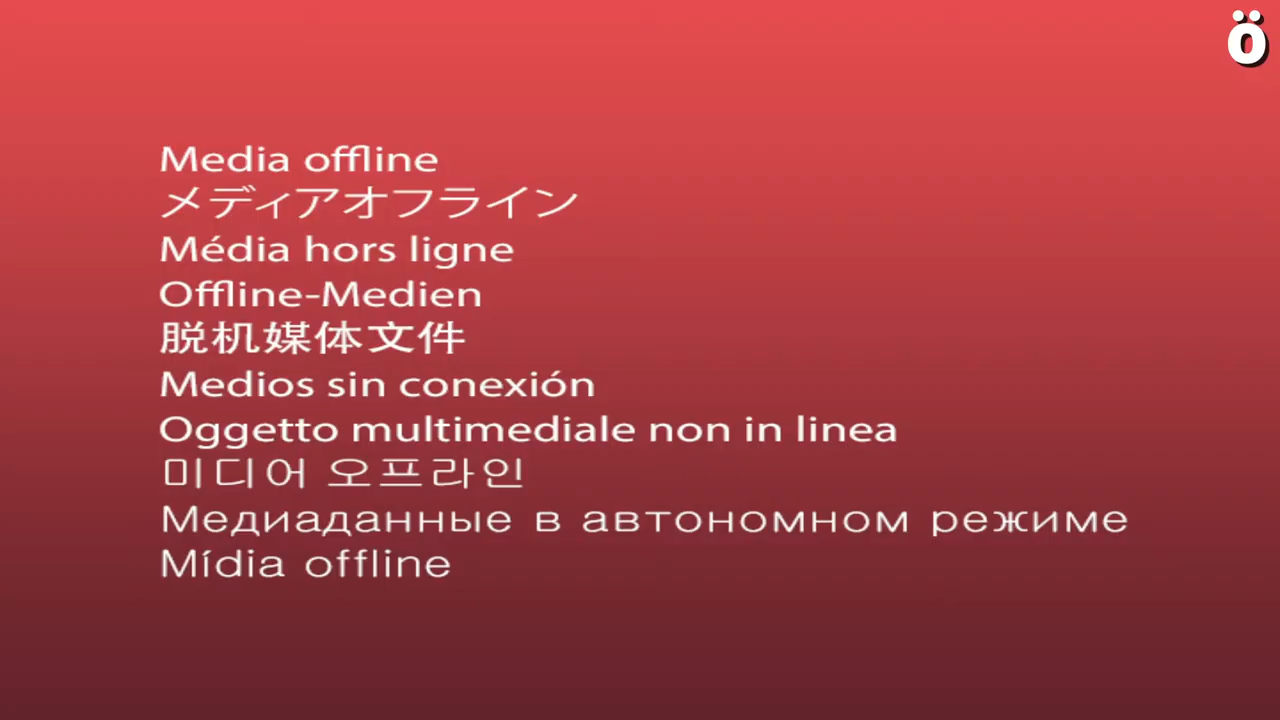 ö
Media offline
メディアオフライン
Média hors ligne
Offline-Medien
脱机媒体文件
Medios sin conexión
Oggetto multimediale non in linea
미디어 오프라인
Медиаданные в автономном режиме
Mídia offline